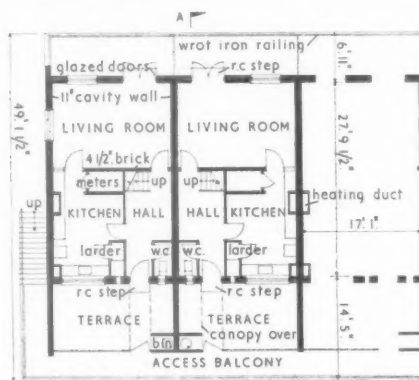 A
wrot iron railing
glazed doors
rc step
6'. 11"
11" cavity wall
49'. 1 1/2"
LIVING ROOM
LIVING ROOM
27'. 9 1/2"
4 1/2" brick
meters
up
up
heating duct
up
KITCHEN
HALL
HALL
KITCHEN
17'. 1"
larder
w.c.
w.c.
larder
rc step
rc step
TERRACE
TERRACE
14'. 5"
canopy over
bin
ACCESS BALCONY